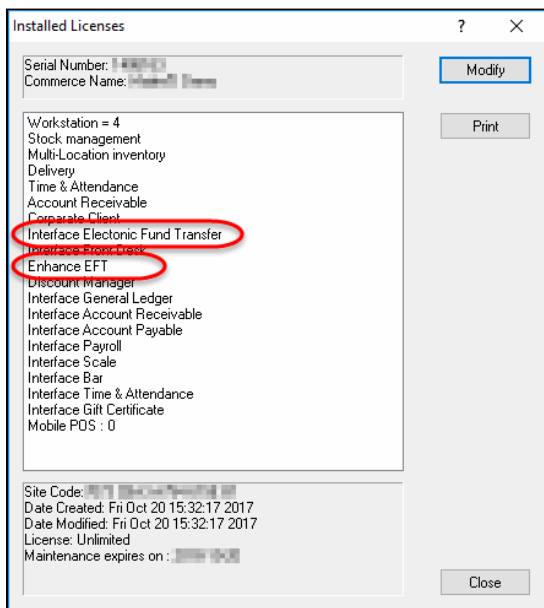 Installed Licenses
? ×
Serial Number:
Commerce Name:
Modify
Print
Workstation = 4
Stock management
Multi-Location inventory
Delivery
Time & Attendance
Account Receivable
Corporate Client
Interface Electonic Fund Transfer
Interface Front Desk
Enhance EFT
Discount Manager
Interface General Ledger
Interface Account Receivable
Interface Account Payable
Interface Payroll
Interface Scale
Interface Bar
Interface Time & Attendance
Interface Gift Certificate
Mobile POS : 0
Site Code:
Date Created: Fri Oct 20 15:32:17 2017
Date Modified: Fri Oct 20 15:32:17 2017
License: Unlimited
Maintenance expires on :
Close